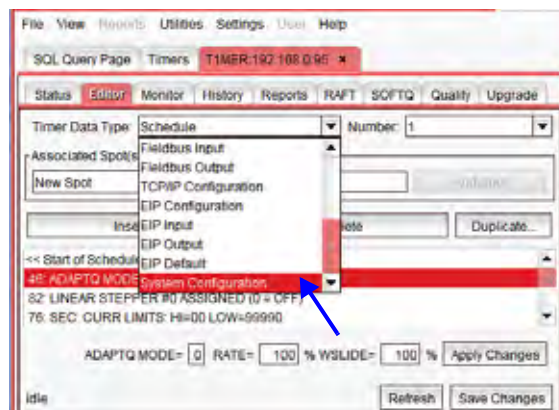 File View Reports Utilities Settings User Help
SQL Query Page Timers T1MER:192.168.0.95 ×
Status Editor Monitor History Reports RAFT SOFTQ Quality Upgrade
Timer Data Type: Schedule Number: 1
Fieldbus Input
Associated Spot(s
Fieldbus Output
New Spot
TCP/IP Configuration
EIP Configuration
Inse EIP Input lete Duplicate...
EIP Output
<< Start of Schedul EIP Default
46: ADAPTQ MODE System Configuration
82: LINEAR STEPPER #0 ASSIGNED (0 = OFF)
76: SEC. CURR LIMITS: HI=00 LOW=99990
ADAPTQ MODE= 0 RATE= 100 % WSLIDE= 100 % Apply Changes
idle Refresh Save Changes